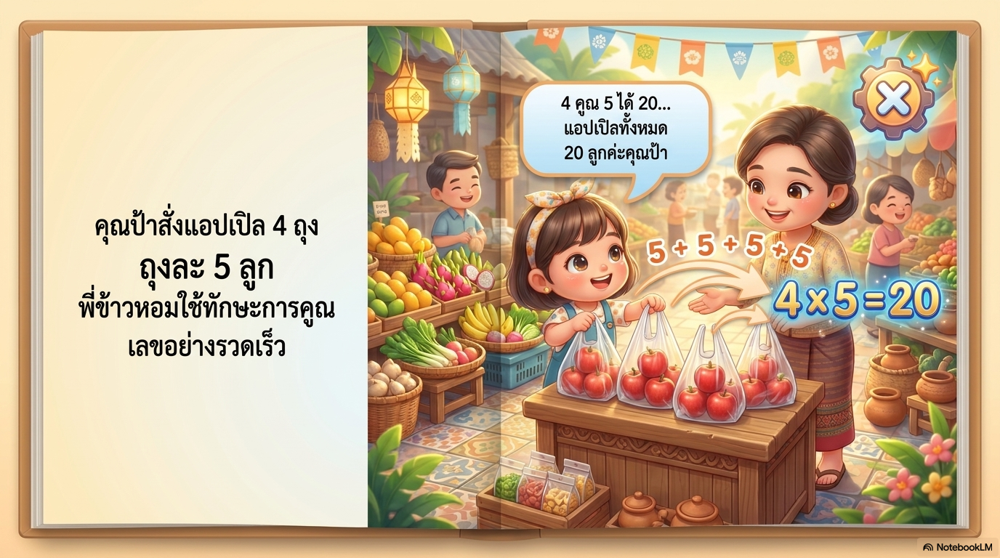 คุณป้าสั่งแอปเปิล 4 ถุง
ถุงละ 5 ลูก
พี่ข้าวหอมใช้ทักษะการคูณ
เลขอย่างรวดเร็ว
4 คูณ 5 ได้ 20...
แอปเปิลทั้งหมด
20 ลูกค่ะคุณป้า
5 + 5 + 5 + 5
4 x 5 = 20
NotebookLM